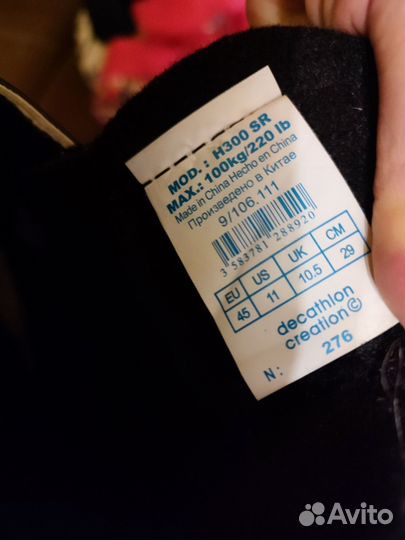 MOD. : H300 SR
MAX.: 100kg/220 lb
Made in China Hecho en China
Произведено в Китае
9/106.111
3 583781 288920
EU US UK CM
45 11 10.5 29
decathlon
creation©
N: 276
Avito